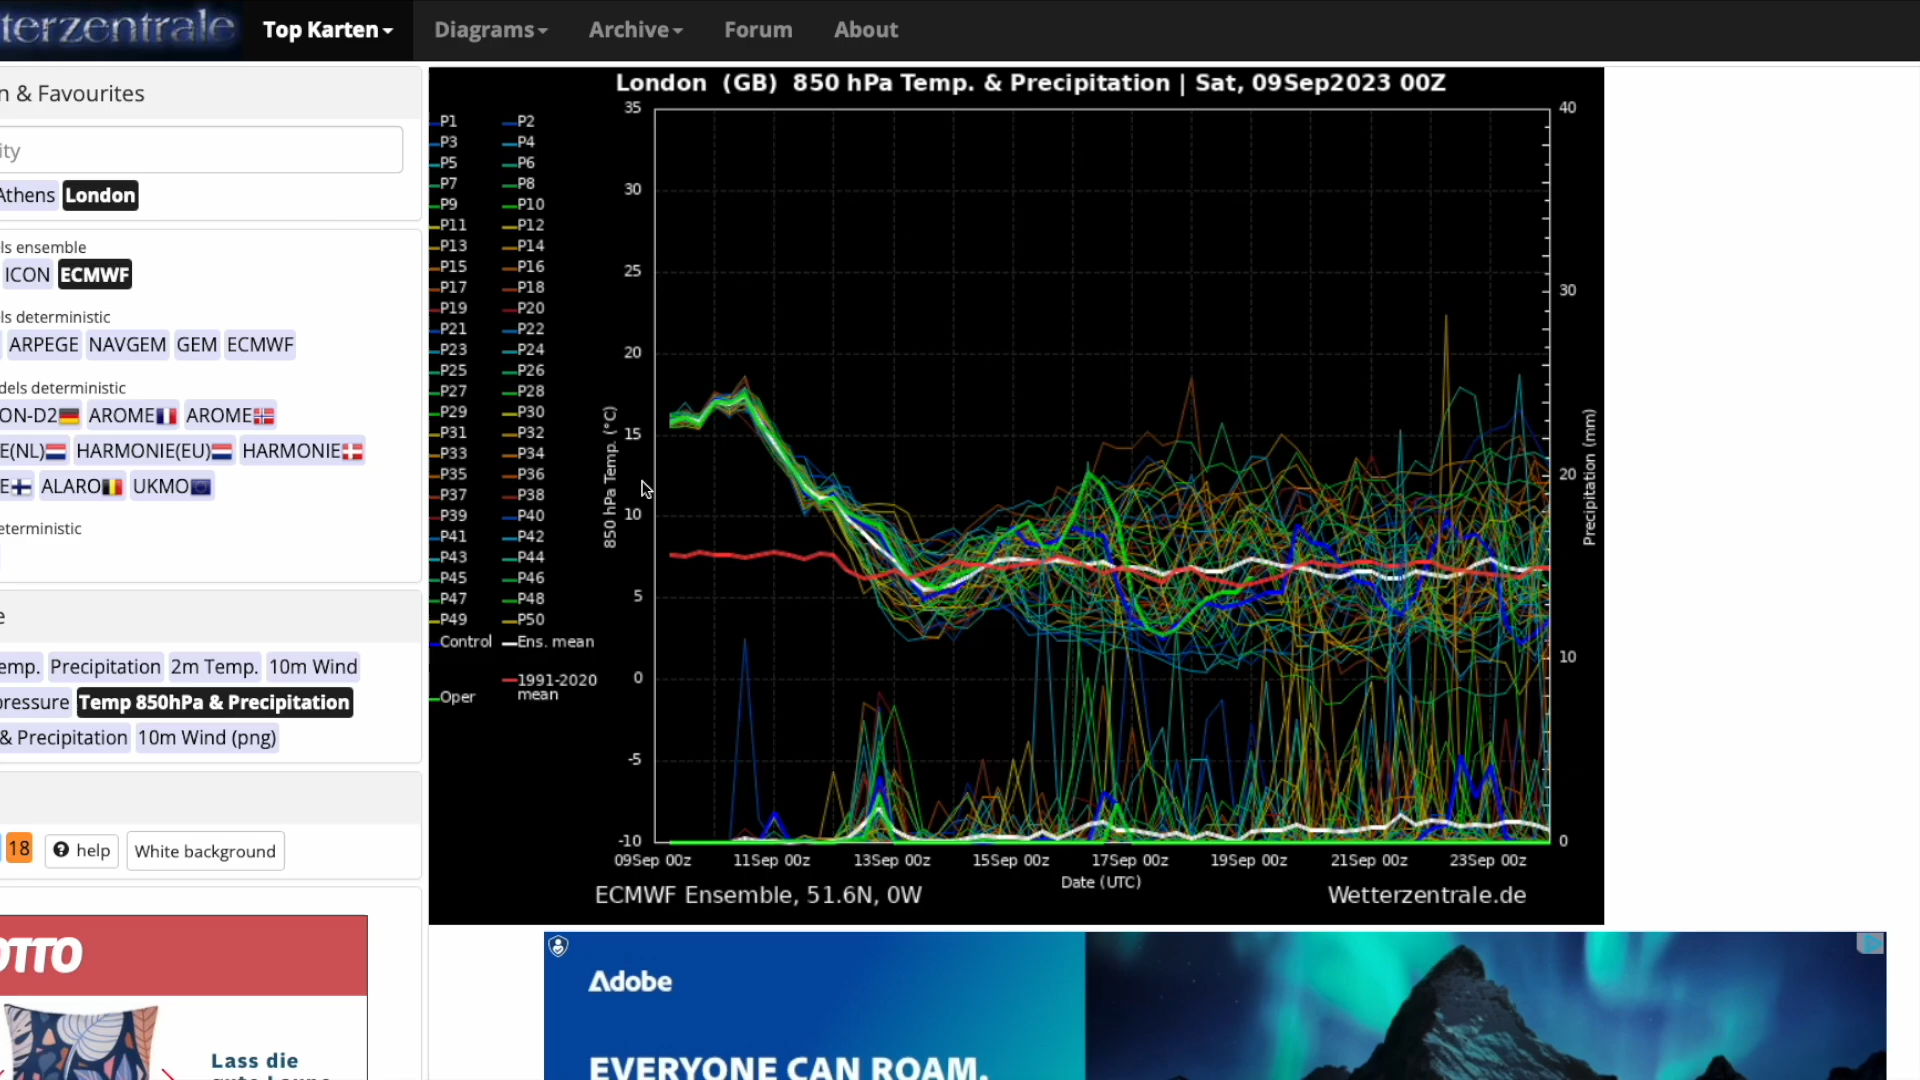 terzentrale Top Karten Diagrams Archive Forum About
n & Favourites
ity
Athens London
ls ensemble
ICON ECMWF
ls deterministic
ARPEGE NAVGEM GEM ECMWF
dels deterministic
ON-D2 AROME AROME
E(NL) HARMONIE(EU) HARMONIE
E ALARO UKMO
eterministic
e
emp. Precipitation 2m Temp. 10m Wind
pressure Temp 850hPa & Precipitation
& Precipitation 10m Wind (png)
18 help White background
OTTO
Lass die
London (GB) 850 hPa Temp. & Precipitation | Sat, 09Sep2023 00Z
P1 P2
P3 P4
P5 P6
P7 P8
P9 P10
P11 P12
P13 P14
P15 P16
P17 P18
P19 P20
P21 P22
P23 P24
P25 P26
P27 P28
P29 P30
P31 P32
P33 P34
P35 P36
P37 P38
P39 P40
P41 P42
P43 P44
P45 P46
P47 P48
P49 P50
Control Ens. mean
Oper 1991-2020
mean
850 hPa Temp. (°C)
35
30
25
20
15
10
5
0
-5
-10
40
30
20
10
0
Precipitation (mm)
09Sep 00z 11Sep 00z 13Sep 00z 15Sep 00z 17Sep 00z 19Sep 00z 21Sep 00z 23Sep 00z
Date (UTC)
ECMWF Ensemble, 51.6N, 0W Wetterzentrale.de
Adobe
EVERYONE CAN ROAM.